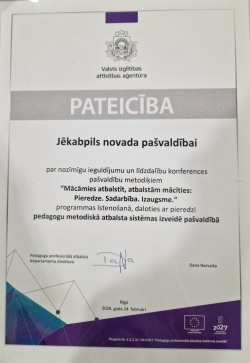 Valsts izglītības
attīstības aģentūra
PATEICĪBA
Jēkabpils novada pašvaldībai
par nozīmīgu ieguldījumu un līdzdalību konferences
pašvaldību metodiķiem
"Mācāmies atbalstīt, atbalstām mācīties:
Pieredze. Sadarbība. Izaugsme."
programmas īstenošanā, daloties ar pieredzi
pedagogu metodiskā atbalsta sistēmas izveidē pašvaldībā
Pedagogu profesionālā atbalsta
departamenta direktore
Rīgā
2026. gada 24. februārī
2027